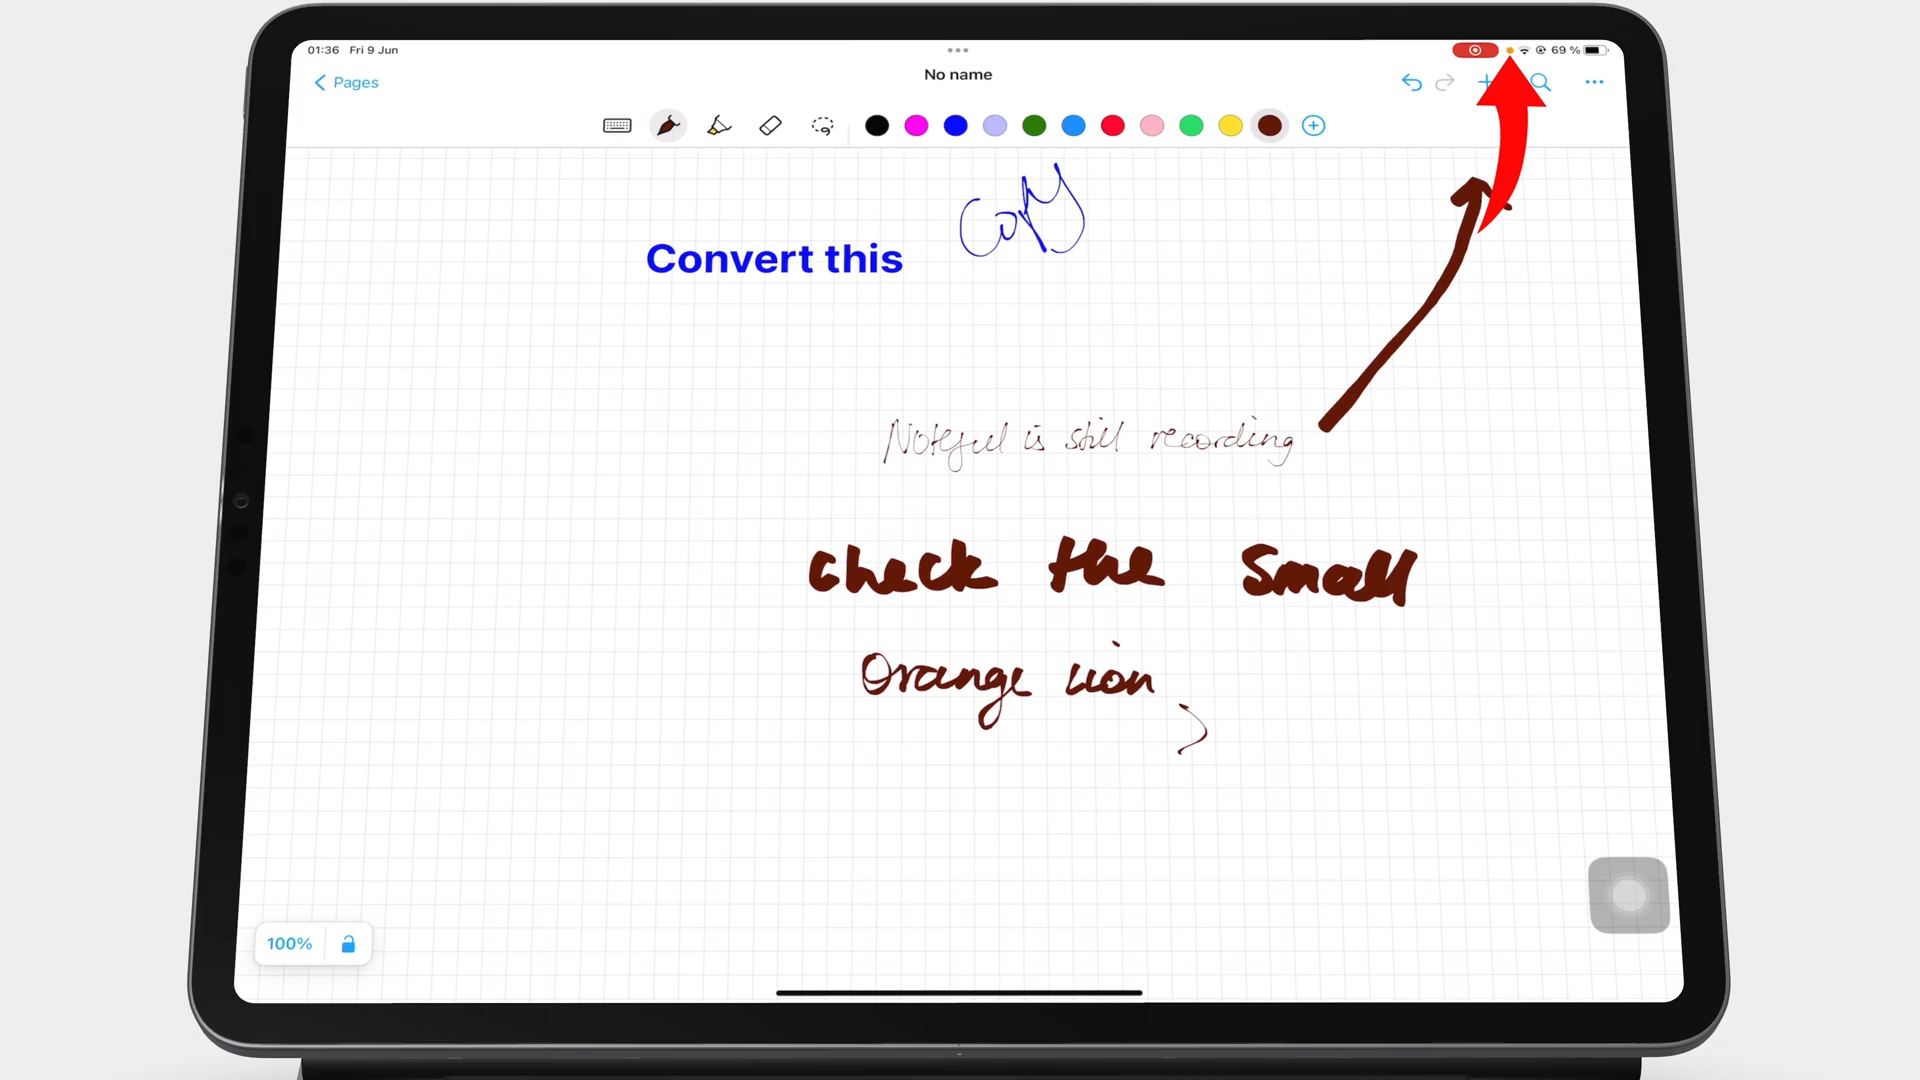 01:36 Fri 9 Jun
69 %
No name
Pages
Copy
Convert this
Noteful is still recording
check the small
Orange lion
100%